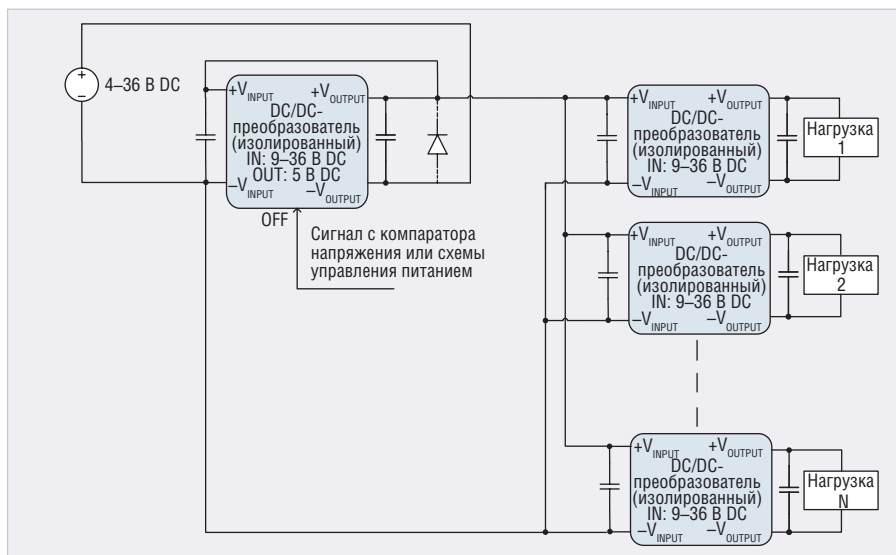 4–36 В DC
+
–
+VINPUT +VOUTPUT
DC/DC-
преобразователь
(изолированный)
IN: 9–36 В DC
OUT: 5 В DC
–VINPUT –VOUTPUT
OFF
Сигнал с компаратора
напряжения или схемы
управления питанием
+VINPUT +VOUTPUT
DC/DC-
преобразователь
(изолированный)
IN: 9–36 В DC
–VINPUT –VOUTPUT
Нагрузка
1
+VINPUT +VOUTPUT
DC/DC-
преобразователь
(изолированный)
IN: 9–36 В DC
–VINPUT –VOUTPUT
Нагрузка
2
+VINPUT +VOUTPUT
DC/DC-
преобразователь
(изолированный)
IN: 9–36 В DC
–VINPUT –VOUTPUT
Нагрузка
N